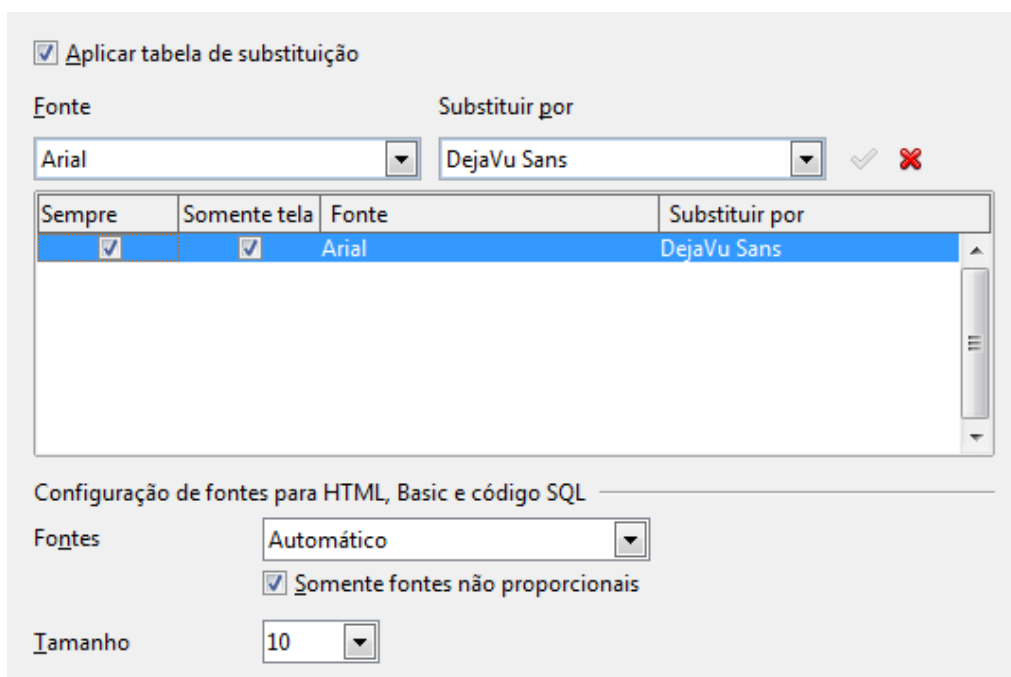 Aplicar tabela de substituição
Fonte Substituir por
Arial DejaVu Sans
Sempre Somente tela Fonte Substituir por
Arial DejaVu Sans
Configuração de fontes para HTML, Basic e código SQL
Fontes Automático
Somente fontes não proporcionais
Tamanho 10